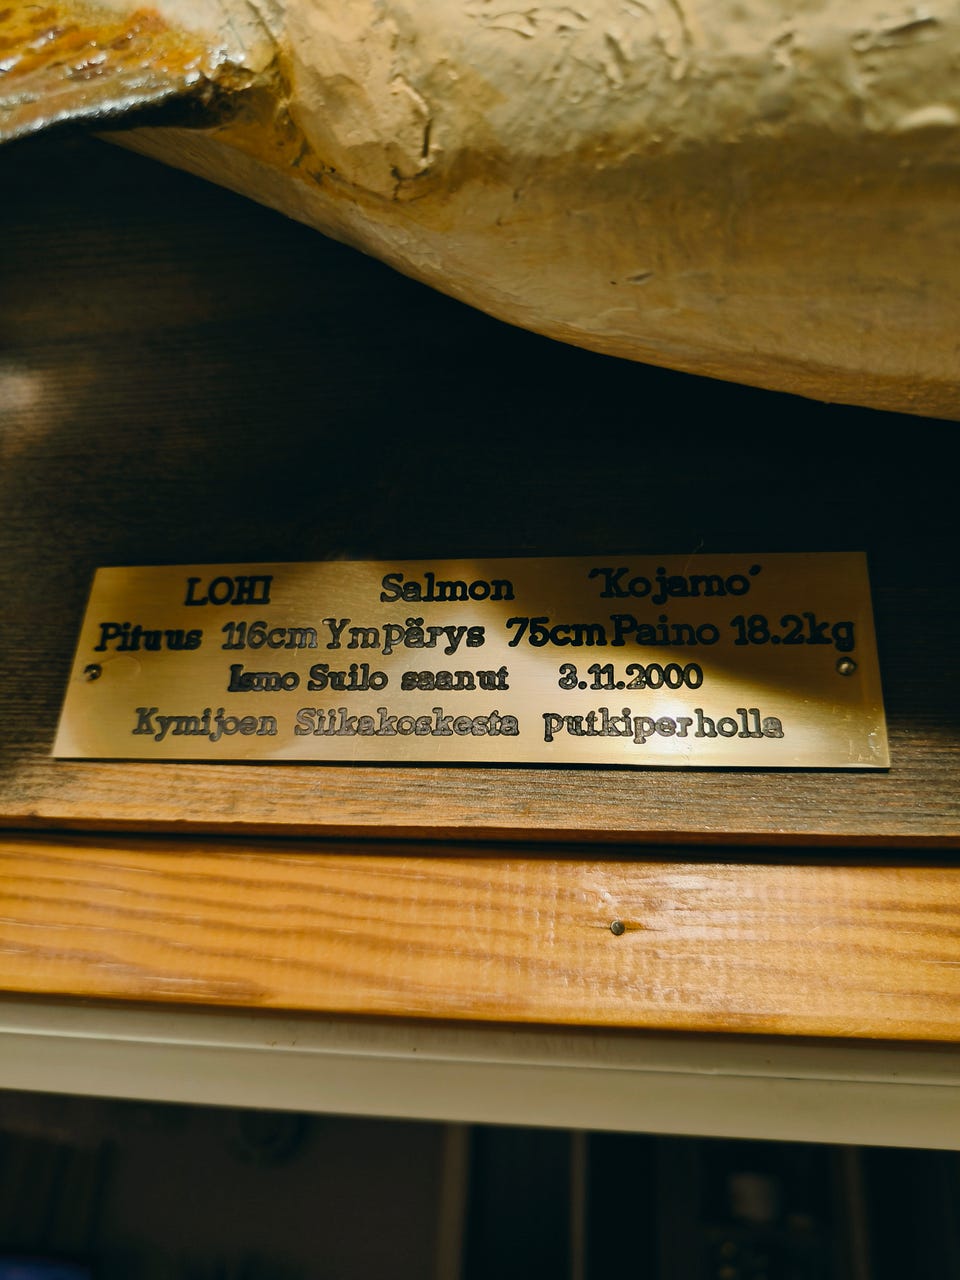 LOHI Salmon "Kojamo"
Pituus 116cm Ympärys 75cm Paino 18.2kg
Ismo Suilo saanut 3.11.2000
Kymijoen Siikakoskesta putkiperholla